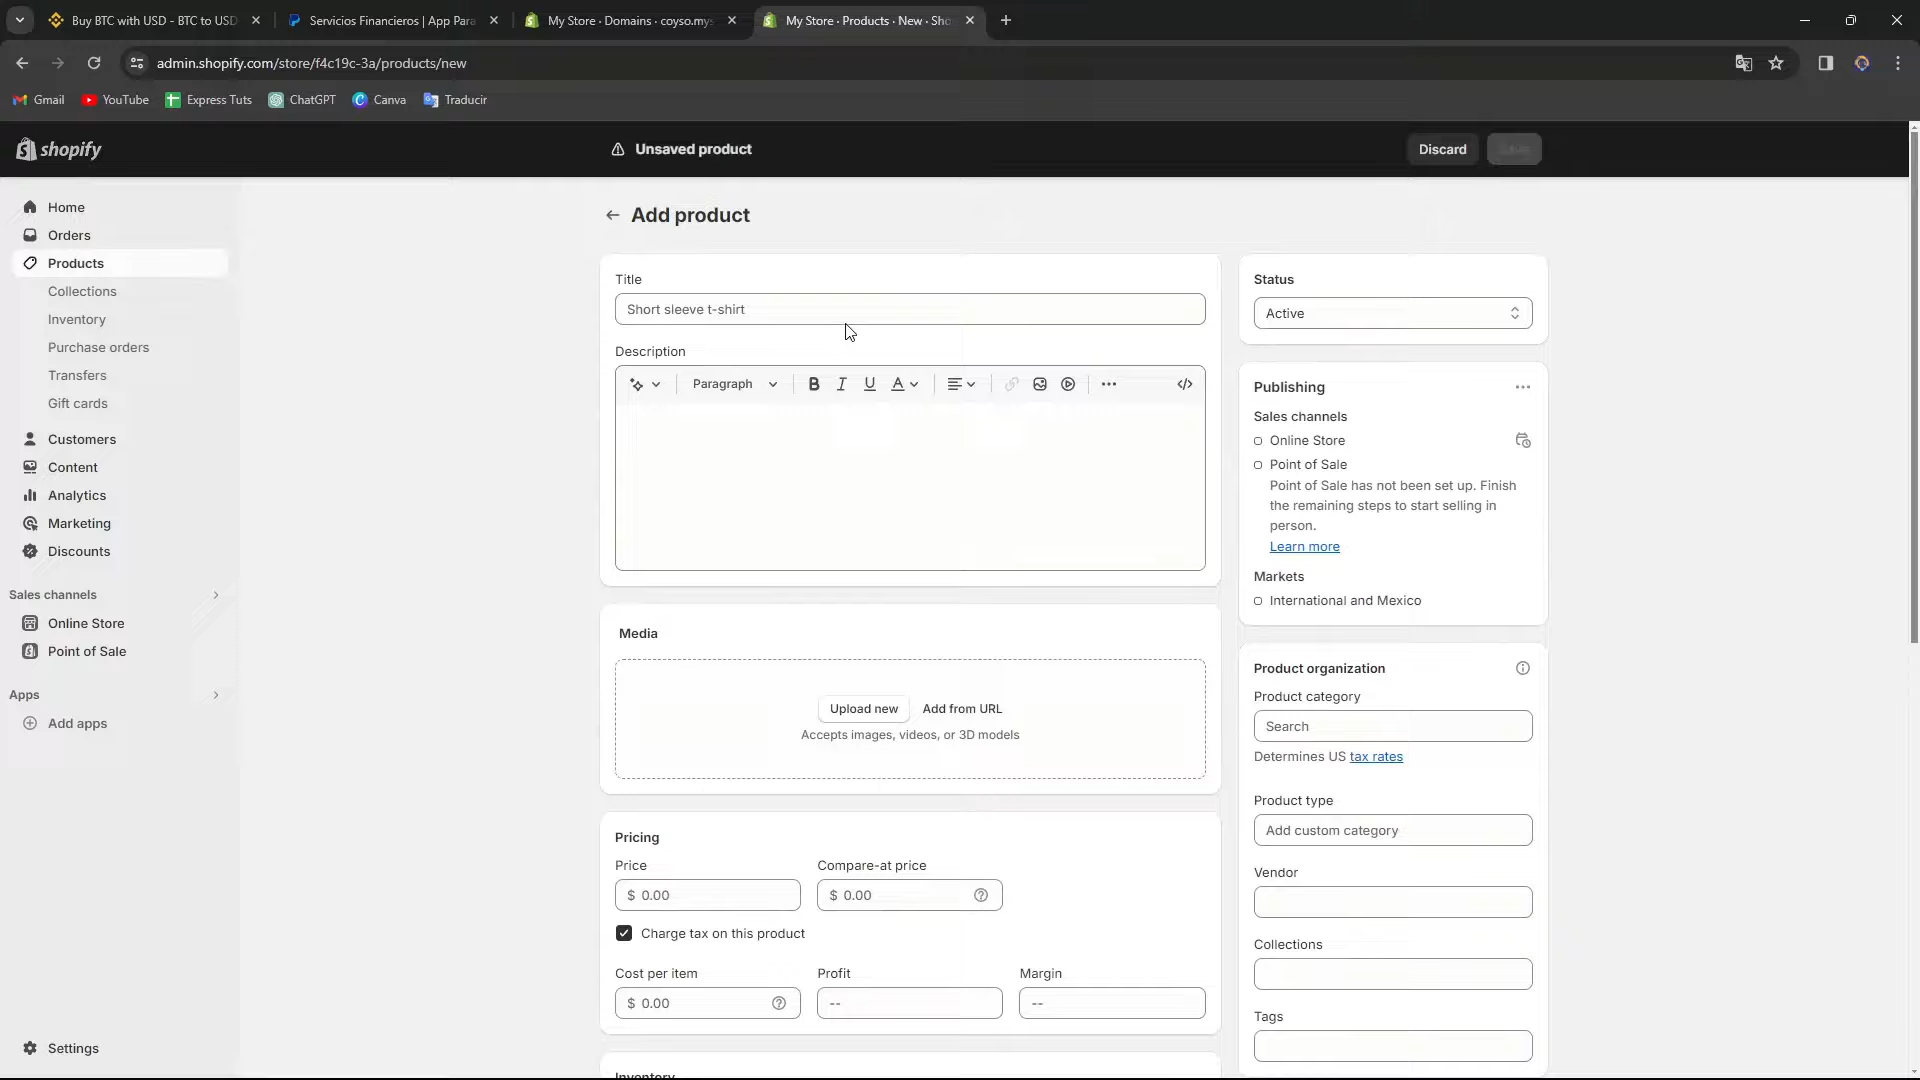 Buy BTC with USD - BTC to USD
Servicios Financieros | App Para
My Store · Domains · coyso.mys
My Store · Products · New · Sho
admin.shopify.com/store/f4c19c-3a/products/new
Gmail
YouTube
Express Tuts
ChatGPT
Canva
Traducir
shopify
Unsaved product
Discard
Home
Orders
Products
Collections
Inventory
Purchase orders
Transfers
Gift cards
Customers
Content
Analytics
Marketing
Discounts
Sales channels
Online Store
Point of Sale
Apps
Add apps
Settings
Add product
Title
Short sleeve t-shirt
Description
Paragraph
B I U A
Media
Upload new
Add from URL
Accepts images, videos, or 3D models
Pricing
Price
Compare-at price
$ 0.00
$ 0.00
Charge tax on this product
Cost per item
Profit
Margin
$ 0.00
--
--
Inventory
Status
Active
Publishing
Sales channels
Online Store
Point of Sale
Point of Sale has not been set up. Finish
the remaining steps to start selling in
person.
Learn more
Markets
International and Mexico
Product organization
Product category
Search
Determines US tax rates
Product type
Add custom category
Vendor
Collections
Tags